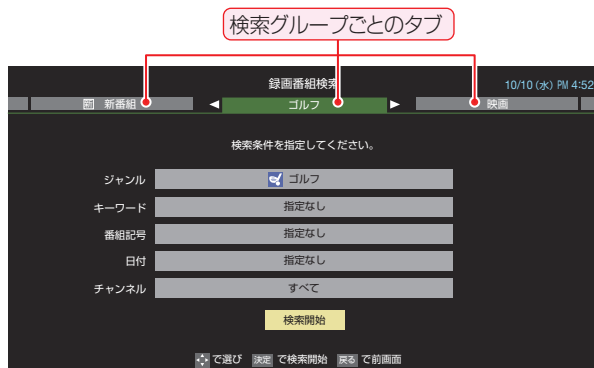 検索グループごとのタブ
録画番組検索 10/10 (水) PM 4:52
新 新番組 ◀ ゴルフ ▶ 映画
検索条件を指定してください。
ジャンル ゴルフ
キーワード 指定なし
番組記号 指定なし
日付 指定なし
チャンネル すべて
検索開始
で選び 決定 で検索開始 戻る で前画面